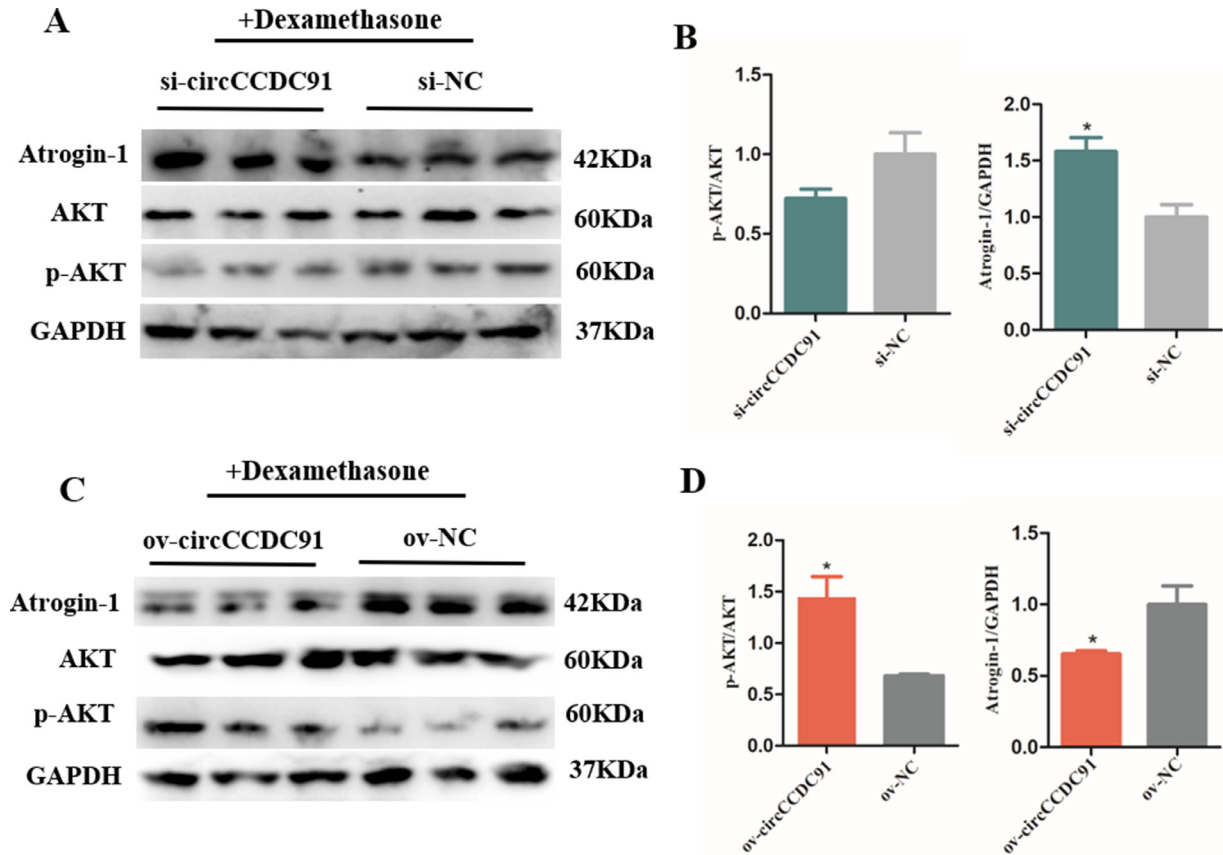 A
+Dexamethasone
si-circCCDC91 si-NC
Atrogin-1 42KDa
AKT 60KDa
p-AKT 60KDa
GAPDH 37KDa
B
p-AKT/AKT
1.5
1.0
0.5
0.0
si-circCCDC91
si-NC
Atrogin-1/GAPDH
2.0
1.5
1.0
0.5
0.0
*
si-circCCDC91
si-NC
C
+Dexamethasone
ov-circCCDC91 ov-NC
Atrogin-1 42KDa
AKT 60KDa
p-AKT 60KDa
GAPDH 37KDa
D
p-AKT/AKT
2.0
1.5
1.0
0.5
0.0
*
ov-circCCDC91
ov-NC
Atrogin-1/GAPDH
1.5
1.0
0.5
0.0
*
ov-circCCDC91
ov-NC